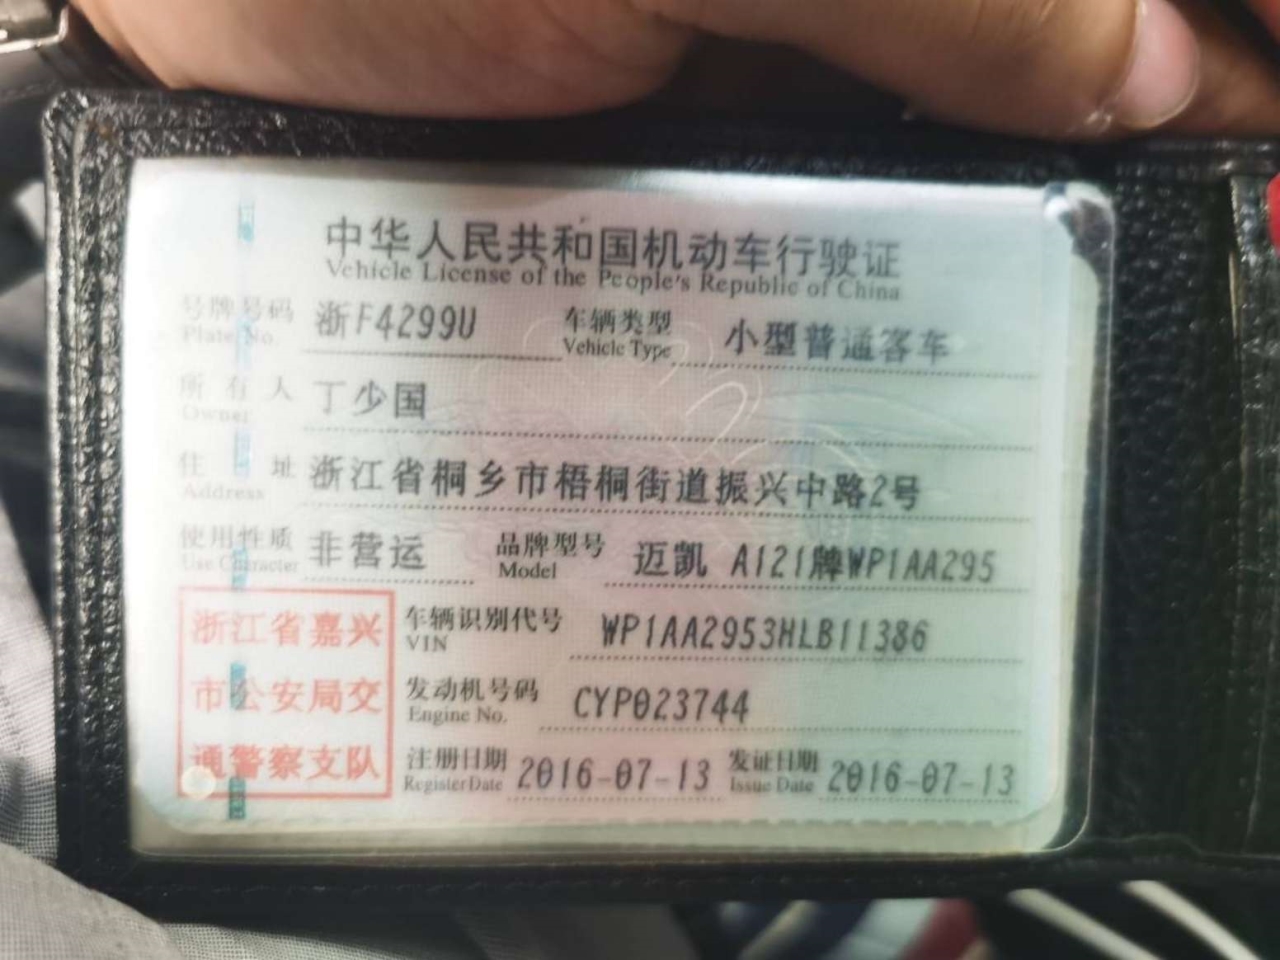 中华人民共和国机动车行驶证
Vehicle License of the People's Republic of China
号牌号码 浙F4299U 车辆类型 小型普通客车
Plate No. Vehicle Type
所有人 丁少国
Owner
住址 浙江省桐乡市梧桐街道振兴中路2号
Address
使用性质 非营运 品牌型号 迈凯 A121牌WP1AA295
Use Character Model
浙江省嘉兴
市公安局交
通警察支队
车辆识别代号 WP1AA2953HLB11386
VIN
发动机号码 CYP023744
Engine No.
注册日期 2016-07-13 发证日期 2016-07-13
Register Date Issue Date